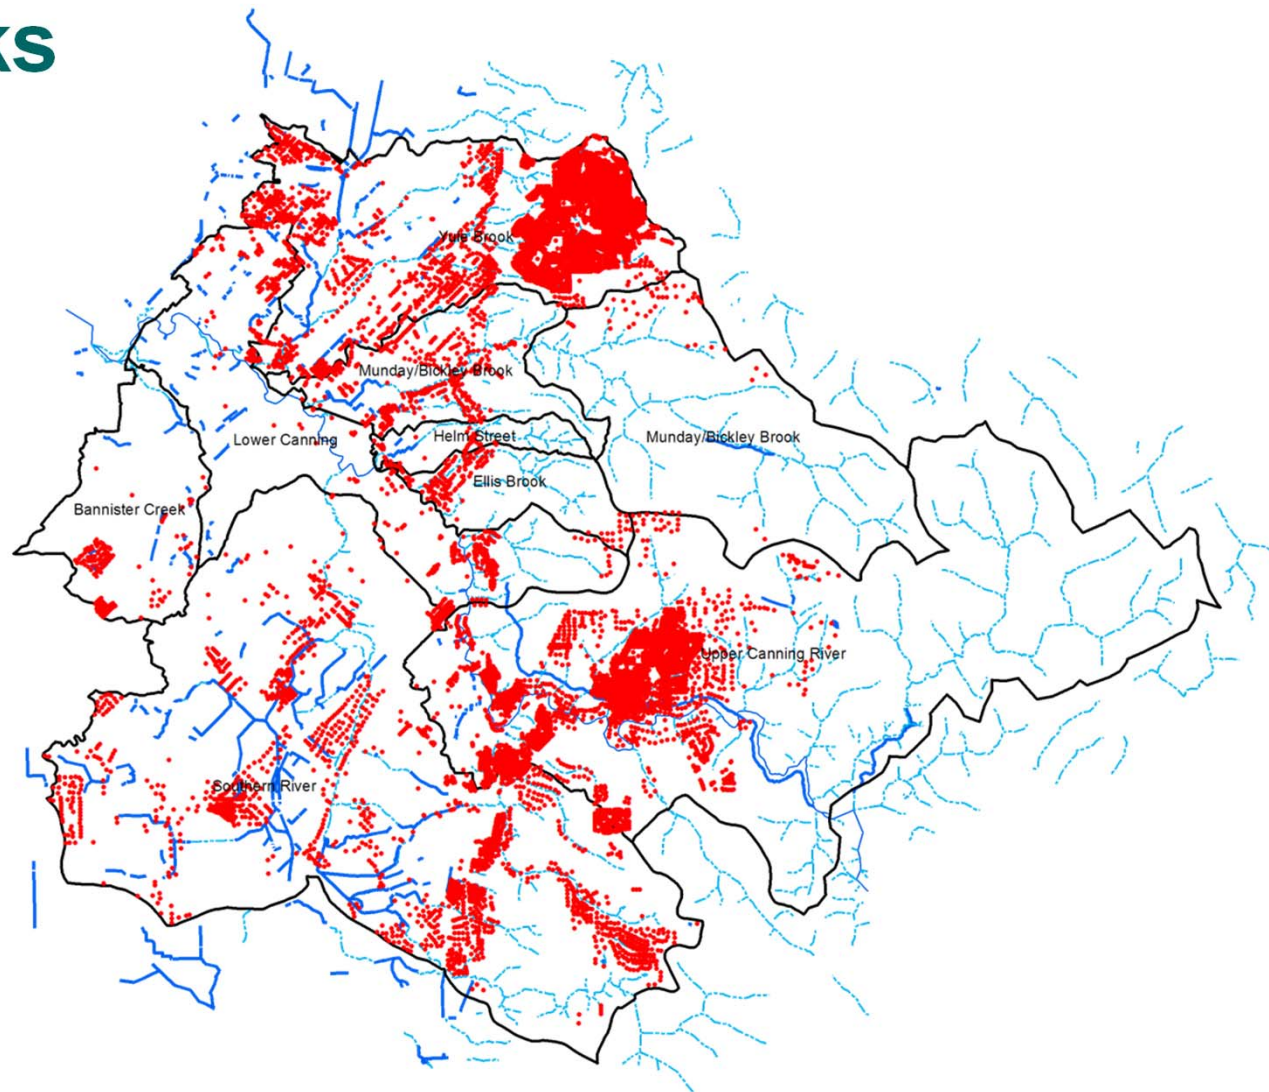 ks
Yule Brook
Munday/Bickley Brook
Lower Canning
Helm Street
Munday/Bickley Brook
Ellis Brook
Bannister Creek
Upper Canning River
Southern River